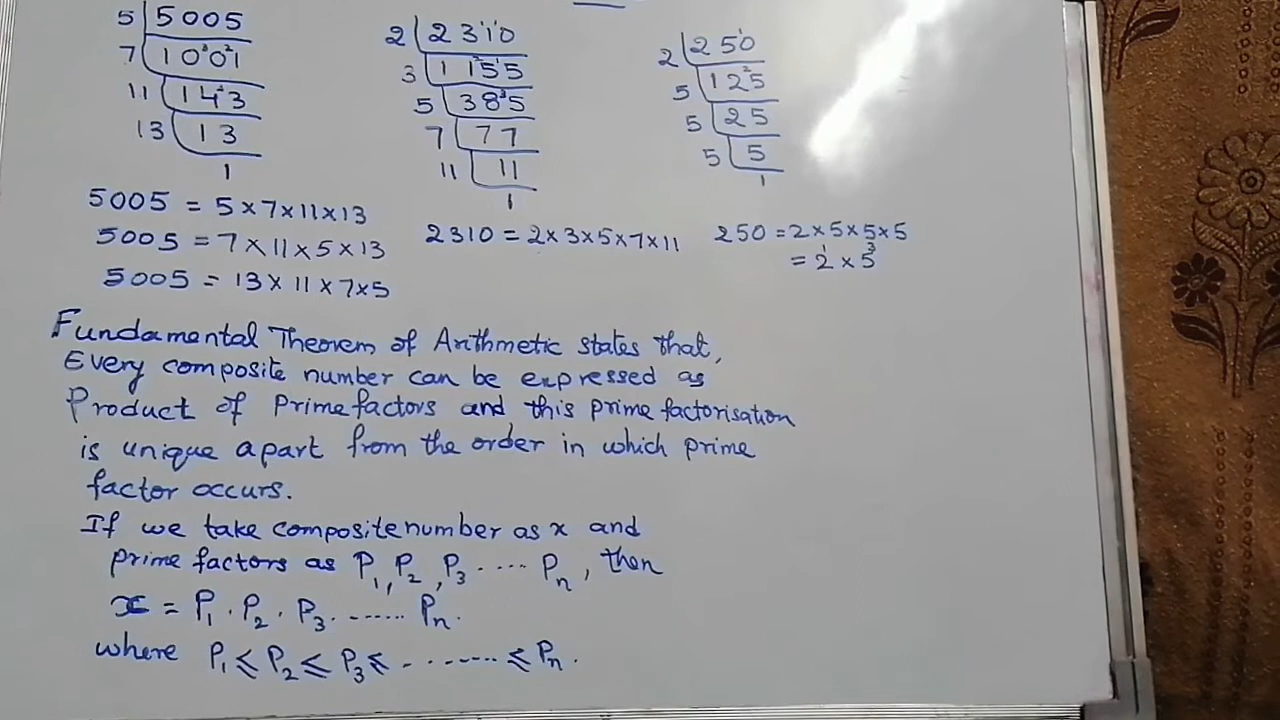 5 | 5005
7 | 1001
11 | 143
13 | 13
1
2 | 2310
3 | 1155
5 | 385
7 | 77
11 | 11
1
2 | 250
5 | 125
5 | 25
5 | 5
1
5005 = 5×7×11×13
5005 = 7×11×5×13
5005 = 13×11×7×5
2310 = 2×3×5×7×11
250 = 2×5×5×5
= 2¹×5³
Fundamental Theorem of Arithmetic states that,
Every composite number can be expressed as
Product of Prime factors and this prime factorisation
is unique apart from the order in which prime
factor occurs.
If we take composite number as x and
prime factors as P₁, P₂, P₃ ..... Pₙ, then
x = P₁ . P₂ . P₃. ....... Pₙ.
where P₁ ⩽ P₂ ⩽ P₃ ⩽ ......... ⩽ Pₙ.